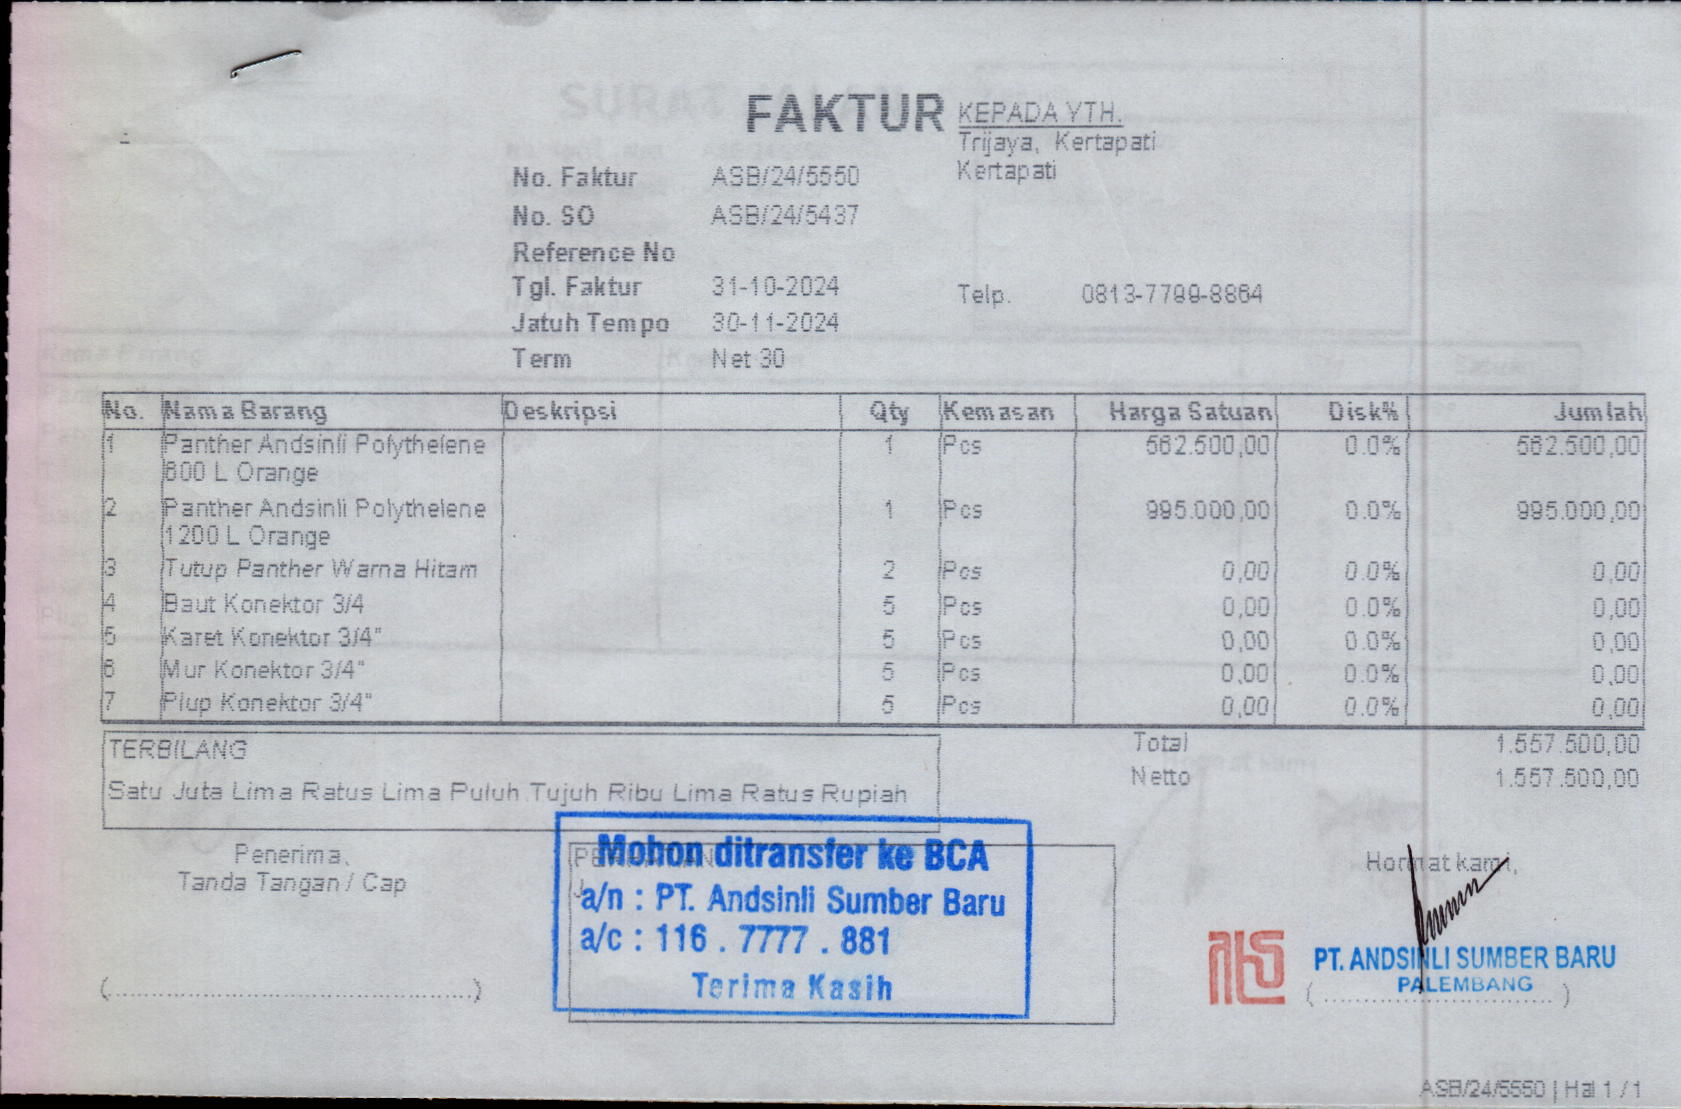 FAKTUR
KEPADA YTH.
Trijaya, Kertapati
Kertapati
No. Faktur ASB/24/5550
No. SO ASB/24/5437
Reference No
Tgl. Faktur 31-10-2024
Telp. 0813-7799-8864
Jatuh Tempo 30-11-2024
Term Net 30
No. Nama Barang Deskripsi Qty Kemasan Harga Satuan Disk% Jumlah
1 Panther Andsinli Polythelene 1 Pcs 562.500,00 0.0% 562.500,00
600 L Orange
2 Panther Andsinli Polythelene 1 Pcs 995.000,00 0.0% 995.000,00
1200 L Orange
3 Tutup Panther Warna Hitam 2 Pcs 0,00 0.0% 0,00
4 Baut Konektor 3/4 5 Pcs 0,00 0.0% 0,00
5 Karet Konektor 3/4" 5 Pcs 0,00 0.0% 0,00
6 Mur Konektor 3/4" 5 Pcs 0,00 0.0% 0,00
7 Plup Konektor 3/4" 5 Pcs 0,00 0.0% 0,00
TERBILANG
Satu Juta Lima Ratus Lima Puluh Tujuh Ribu Lima Ratus Rupiah
Total 1.557.500,00
Netto 1.557.500,00
Penerima,
Tanda Tangan / Cap
Mohon ditransfer ke BCA
a/n : PT. Andsinli Sumber Baru
a/c : 116 . 7777 . 881
Terima Kasih
Hormat kami,
PT. ANDSINLI SUMBER BARU
PALEMBANG
ASB/24/5550 | Hal 1 / 1